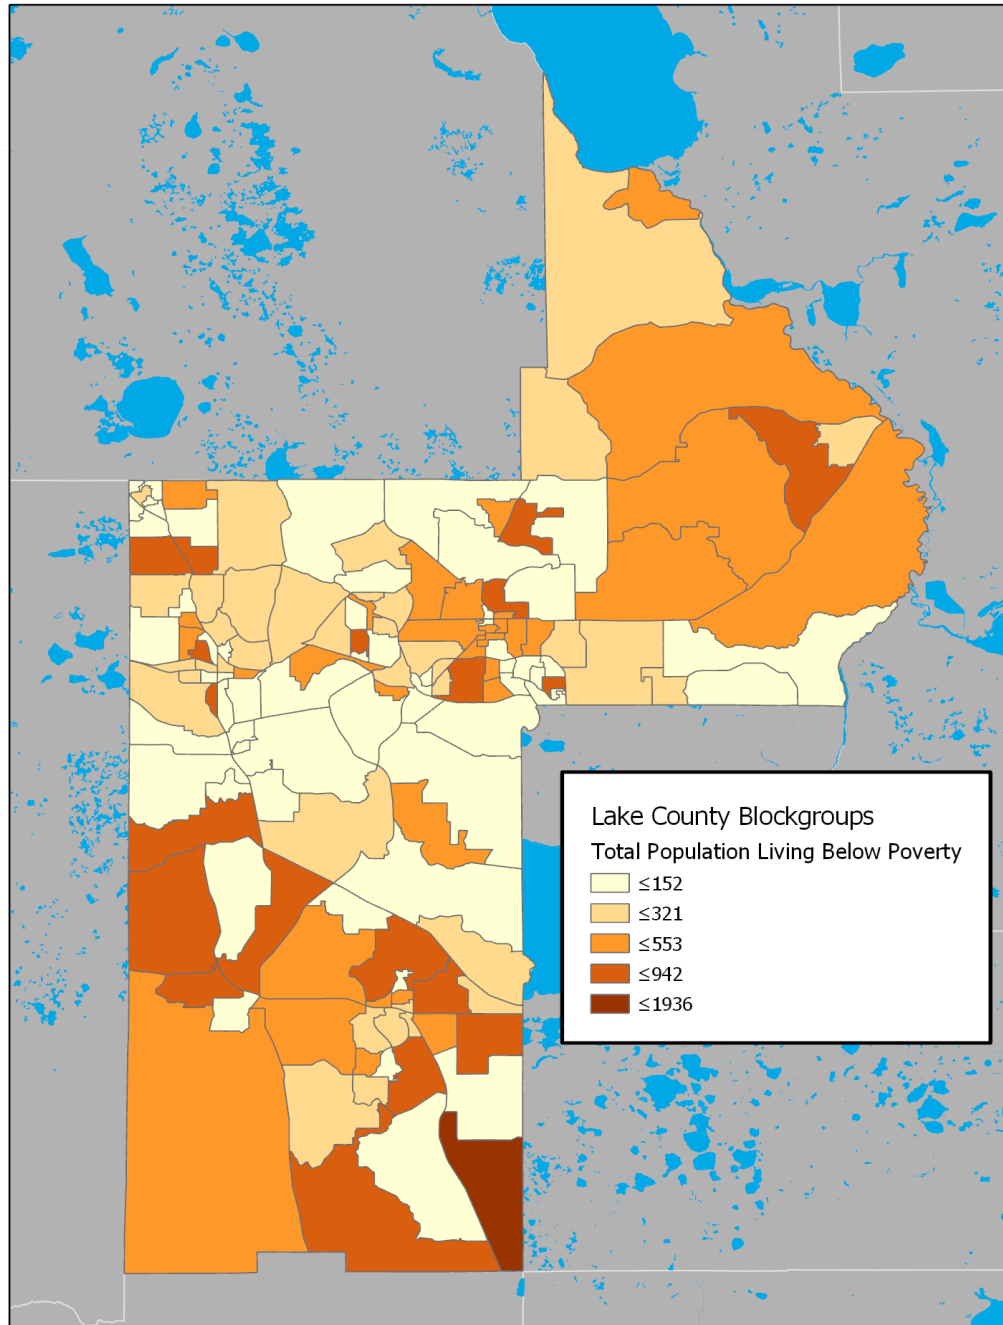 Lake County Blockgroups
Total Population Living Below Poverty
≤152
≤321
≤553
≤942
≤1936